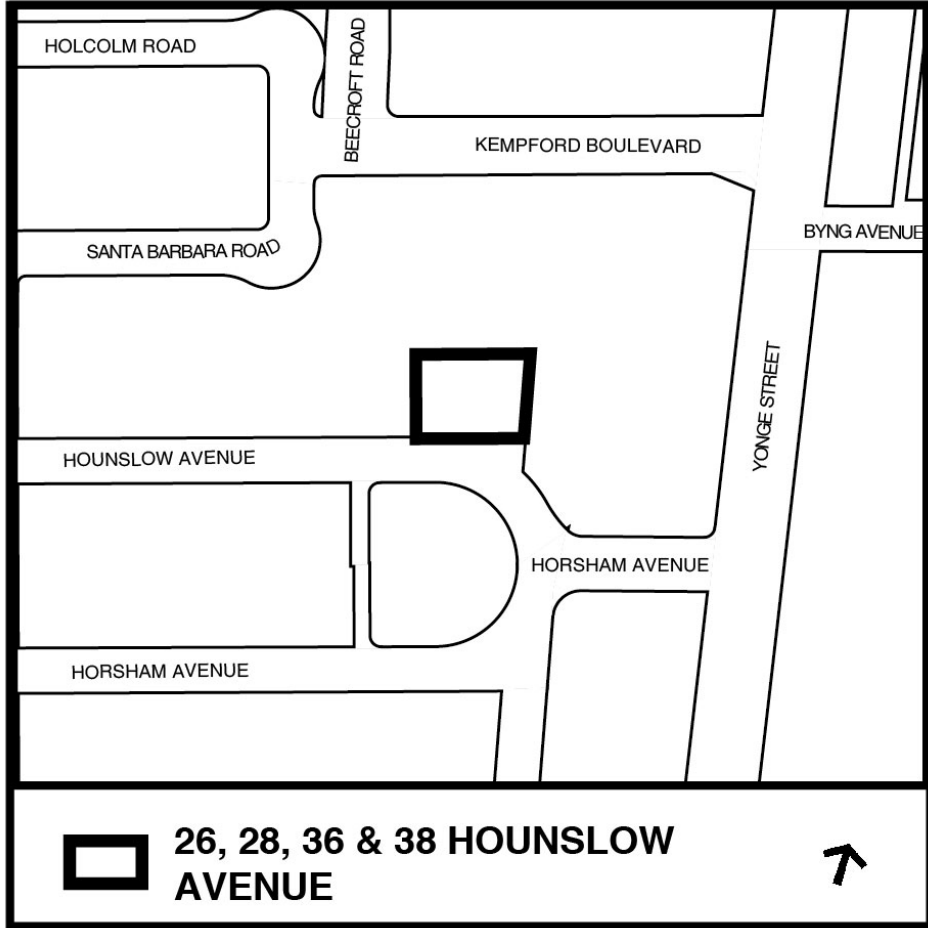 HOLCOLM ROAD
BEECROFT ROAD
KEMPFORD BOULEVARD
BYNG AVENUE
SANTA BARBARA ROAD
YONGE STREET
HOUNSLOW AVENUE
HORSHAM AVENUE
HORSHAM AVENUE
26, 28, 36 & 38 HOUNSLOW
AVENUE